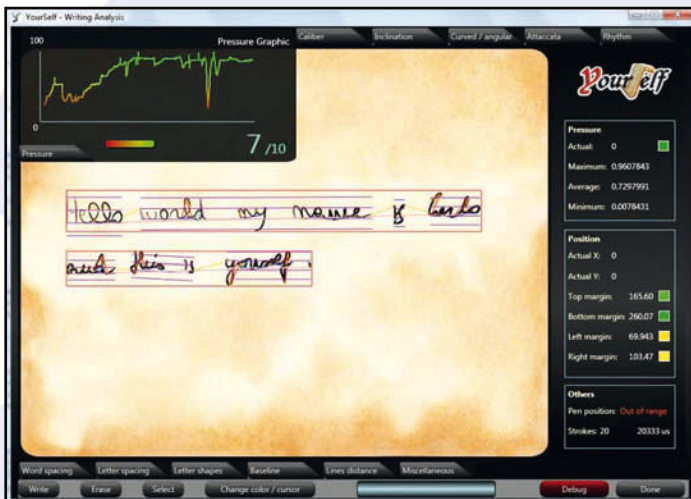 YourSelf - Writing Analysis
100
Pressure Graphic
Caliber
Inclination
Curved / angular
Attaccata
Rhythm
0
7/10
Pressure
YourSelf
Hello world my name is Carlo
and this is yourself.
Pressure
Actual: 0
Maximum: 0.9607843
Average: 0.7297991
Minimum: 0.0078431
Position
Actual X: 0
Actual Y: 0
Top margin: 165.60
Bottom margin: 260.07
Left margin: 69.943
Right margin: 103.47
Others
Pen position: Out of range
Strokes: 20 20333 us
Word spacing
Letter spacing
Letter shapes
Baseline
Lines distance
Miscellaneous
Write
Erase
Select
Change color / cursor
Debug
Done